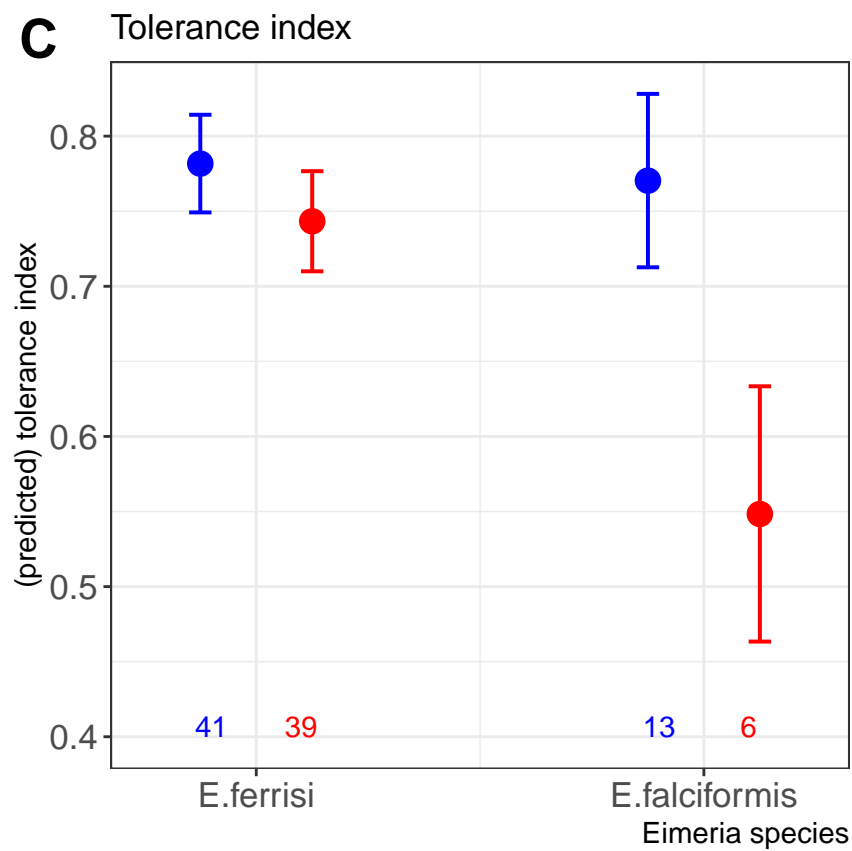 C
Tolerance index
(predicted) tolerance index
0.8
0.7
0.6
0.5
0.4
41 39 13 6
E.ferrisi E.falciformis
Eimeria species